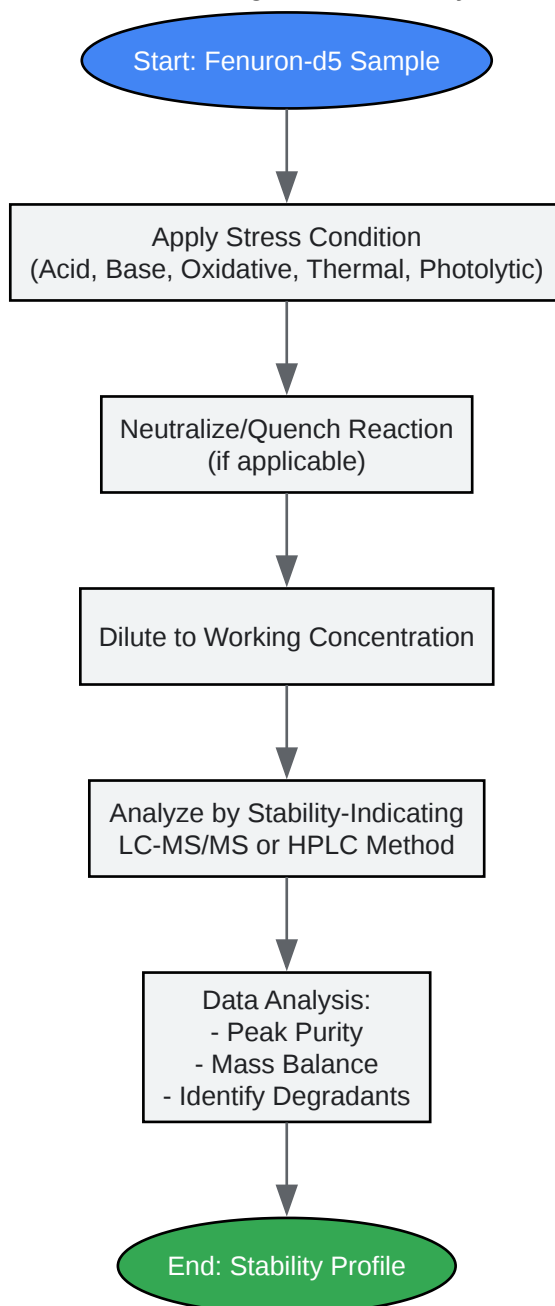 Start: Fenuron-d5 Sample
Apply Stress Condition
(Acid, Base, Oxidative, Thermal, Photolytic)
Neutralize/Quench Reaction
(if applicable)
Dilute to Working Concentration
Analyze by Stability-Indicating
LC-MS/MS or HPLC Method
Data Analysis:
- Peak Purity
- Mass Balance
- Identify Degradants
End: Stability Profile